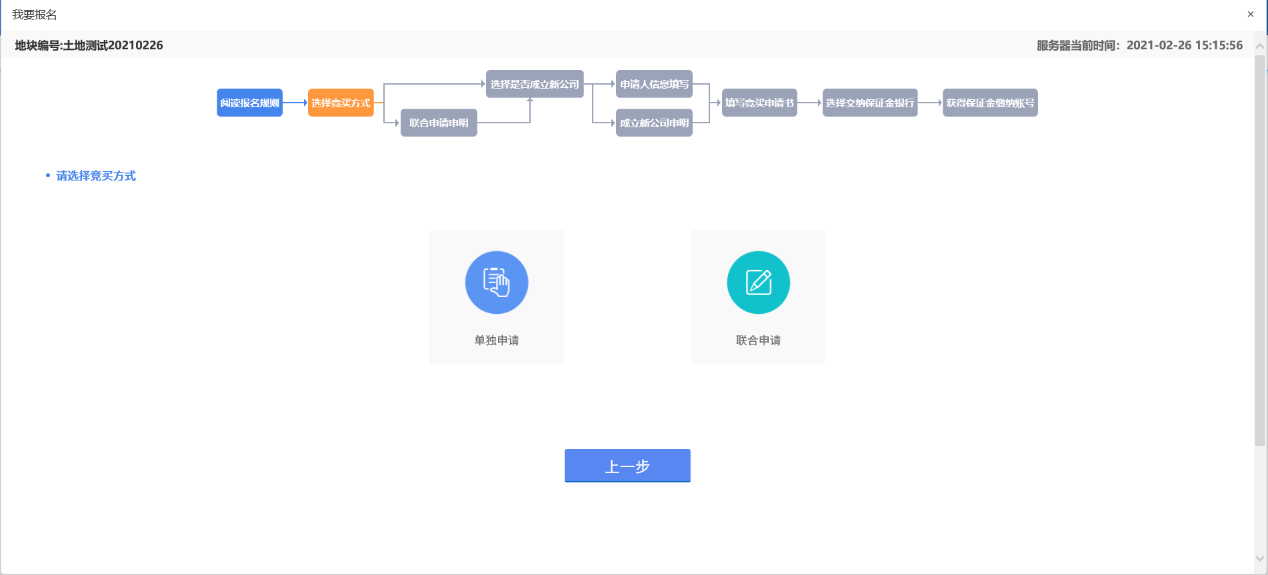 我要报名
×
地块编号:土地测试20210226
服务器当前时间：2021-02-26 15:15:56
选择是否成立新公司
申请人信息填写
阅读报名规则
选择竞买方式
填写竞买申请书
选择交纳保证金银行
获得保证金缴纳账号
联合申请申明
成立新公司申明
• 请选择竞买方式
单独申请
联合申请
上一步